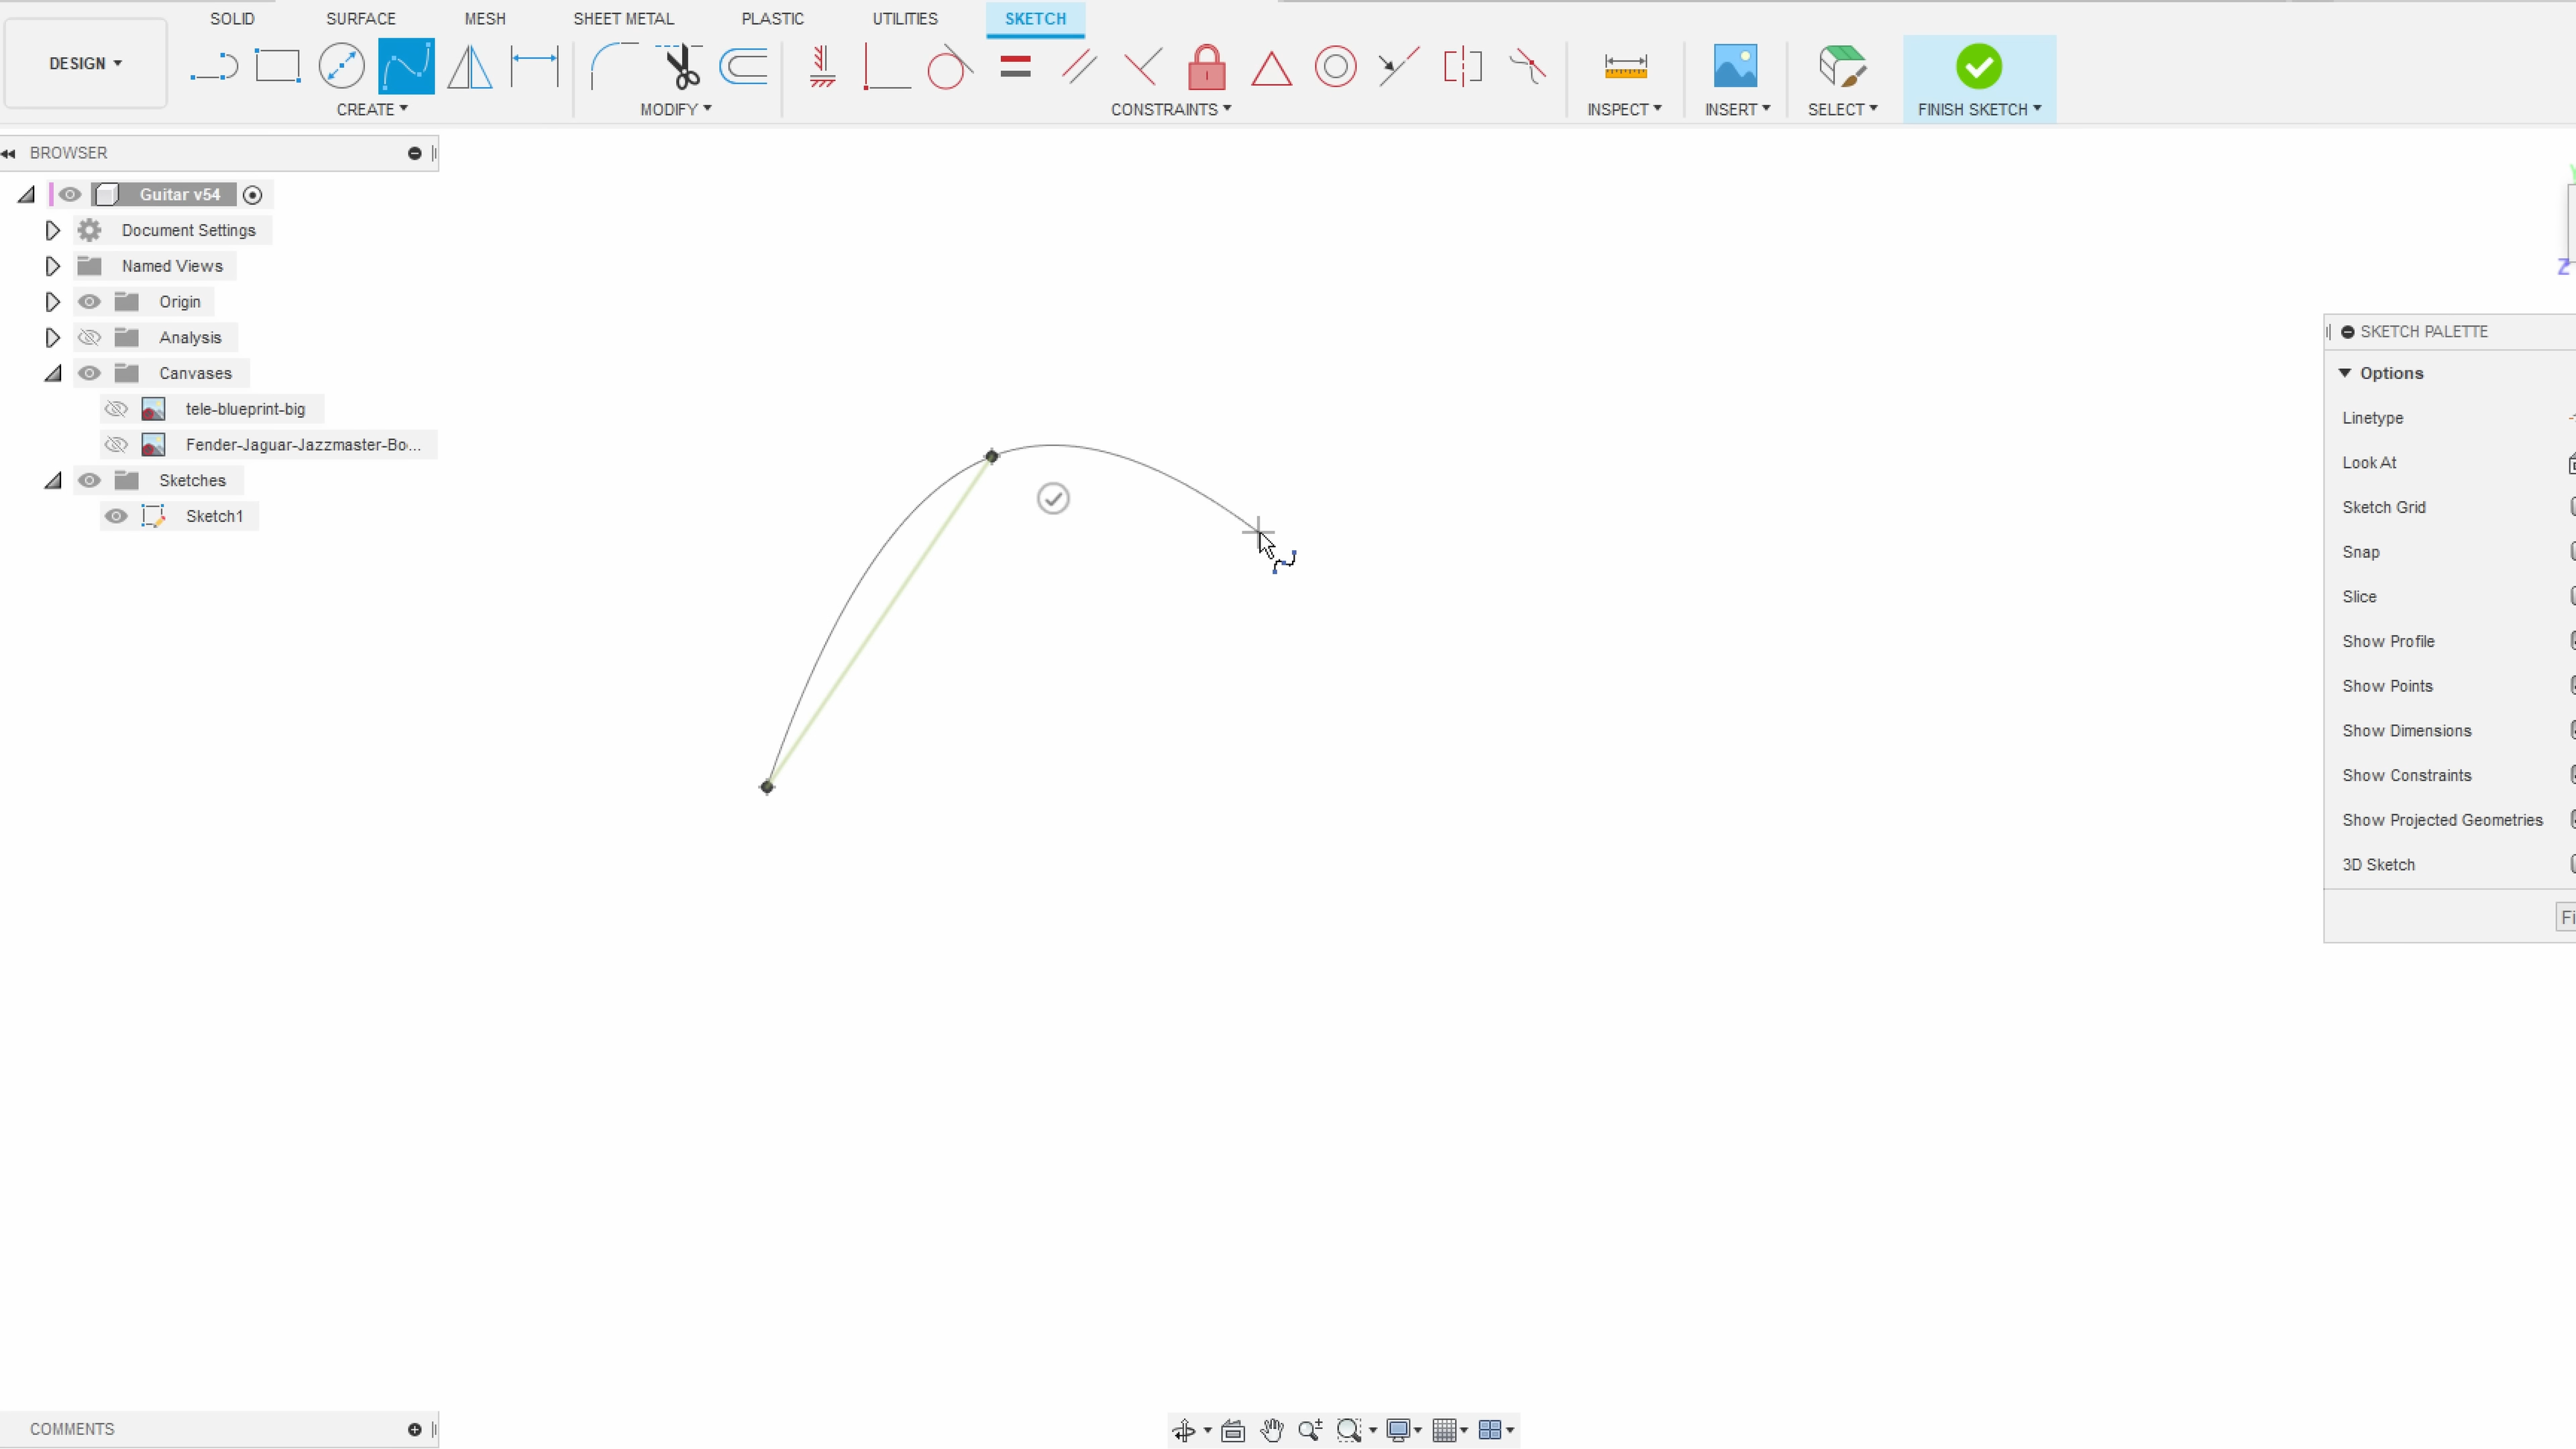 SOLID SURFACE MESH SHEET METAL PLASTIC UTILITIES SKETCH
DESIGN
CREATE MODIFY CONSTRAINTS INSPECT INSERT SELECT FINISH SKETCH
BROWSER
Guitar v54
Document Settings
Named Views
Origin
Analysis
Canvases
tele-blueprint-big
Fender-Jaguar-Jazzmaster-Bo...
Sketches
Sketch1
Z
SKETCH PALETTE
Options
Linetype
Look At
Sketch Grid
Snap
Slice
Show Profile
Show Points
Show Dimensions
Show Constraints
Show Projected Geometries
3D Sketch
Fi
COMMENTS